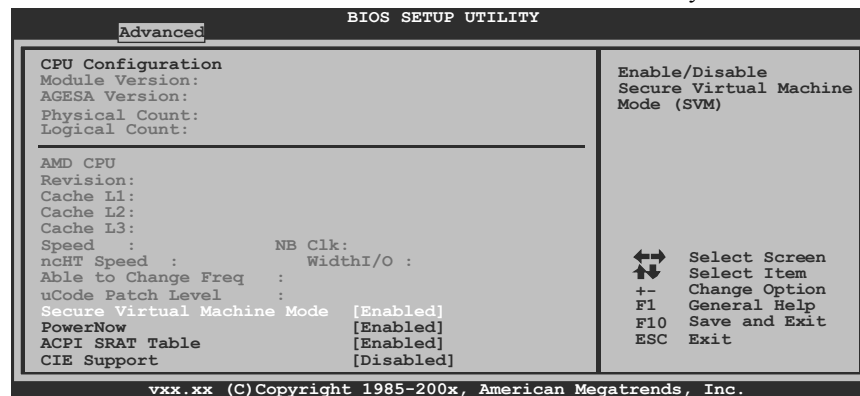 BIOS SETUP UTILITY
Advanced
CPU Configuration
Module Version:
AGESA Version:
Physical Count:
Logical Count:
AMD CPU
Revision:
Cache L1:
Cache L2:
Cache L3:
Speed : NB Clk:
ncHT Speed : WidthI/O :
Able to Change Freq :
uCode Patch Level :
Secure Virtual Machine Mode [Enabled]
PowerNow [Enabled]
ACPI SRAT Table [Enabled]
CIE Support [Disabled]
Enable/Disable
Secure Virtual Machine
Mode (SVM)
Select Screen
Select Item
+- Change Option
F1 General Help
F10 Save and Exit
ESC Exit
vxx.xx (C)Copyright 1985-200x, American Megatrends, Inc.